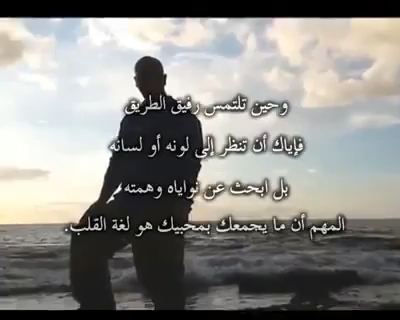 وحين تلتمس رفيق الطريق
فإياك أن تنظر إلى لونه أو لسانه
بل ابحث عن نواياه وهمته
المهم أن ما يجمعك بمحبيك هو لغة القلب.